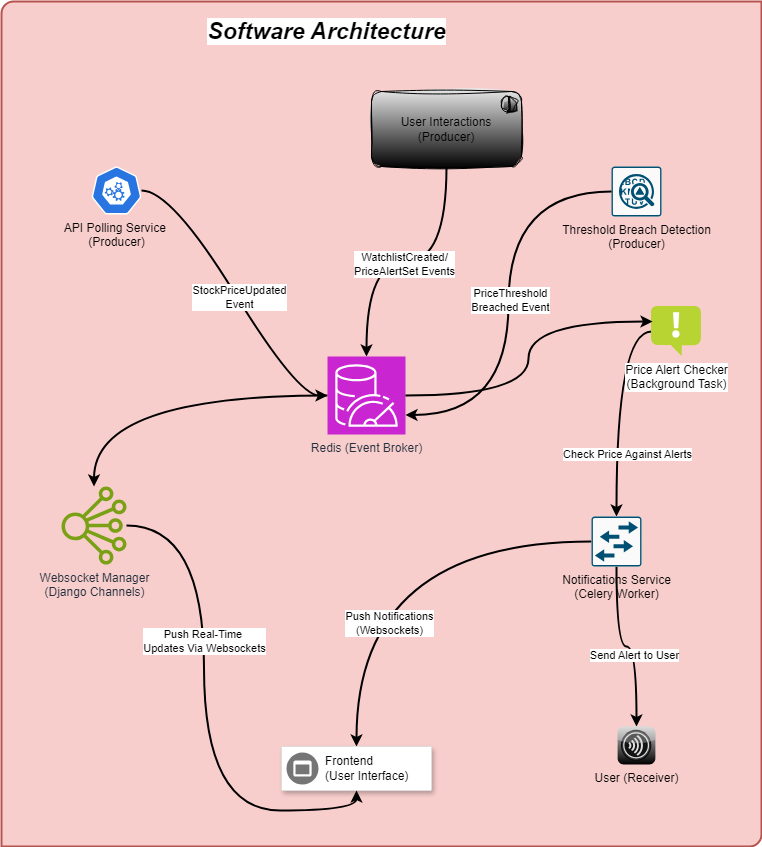 Software Architecture
User Interactions
(Producer)
API Polling Service
(Producer)
Threshold Breach Detection
(Producer)
WatchlistCreated/
PriceAlertSet Events
StockPriceUpdated
Event
PriceThreshold
Breached Event
Price Alert Checker
(Background Task)
Redis (Event Broker)
Check Price Against Alerts
Websocket Manager
(Django Channels)
Notifications Service
(Celery Worker)
Push Notifications
(Websockets)
Push Real-Time
Updates Via Websockets
Send Alert to User
Frontend
(User Interface)
User (Receiver)